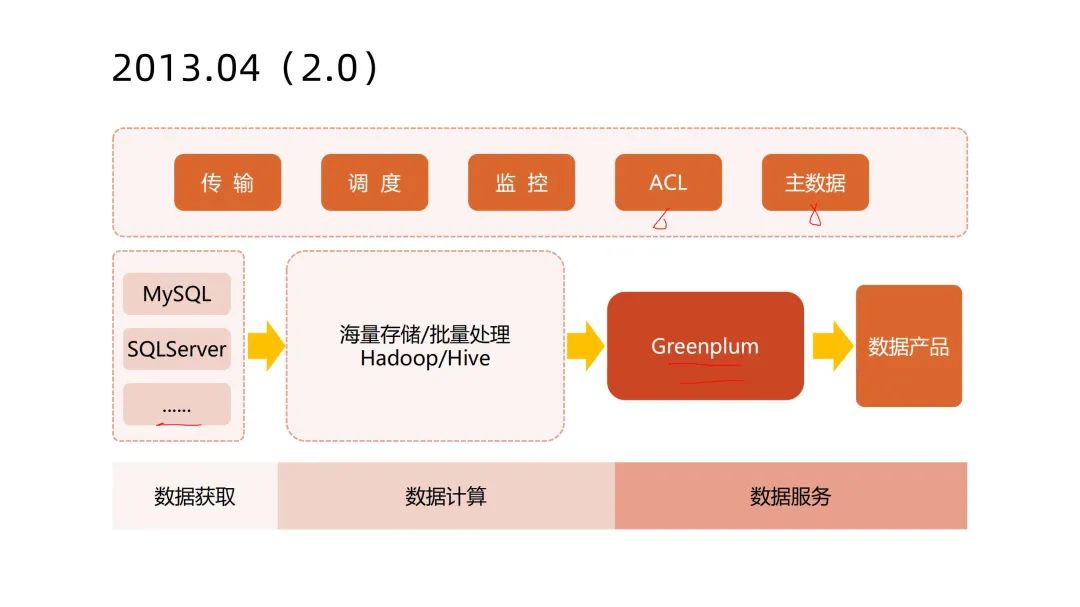 2013.04（2.0）
传 输
调 度
监 控
ACL
主数据
MySQL
SQLServer
......
海量存储/批量处理
Hadoop/Hive
Greenplum
数据产品
数据获取
数据计算
数据服务